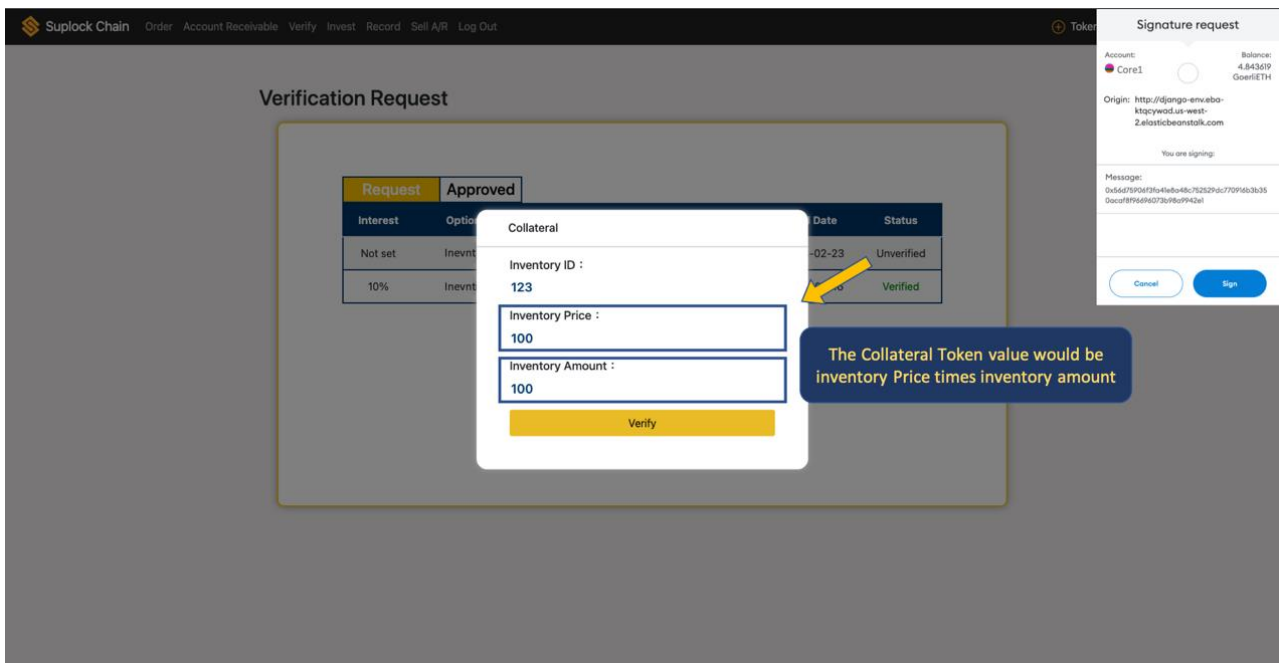 Suplock Chain Order Account Receivable Verify Invest Record Sell A/R Log Out
Verification Request
Request Approved
Interest Date Status
Not set -02-23 Unverified
10% Verified
Collateral
Inventory ID：
123
Inventory Price：
100
Inventory Amount：
100
Verify
The Collateral Token value would be
inventory Price times inventory amount
Signature request
Account: Balance:
Core1 4.843619
GoerliETH
Origin: http://django-env.eba-
ktqcywad.us-west-
2.elasticbeanstalk.com
You are signing:
Message:
Cancel Sign